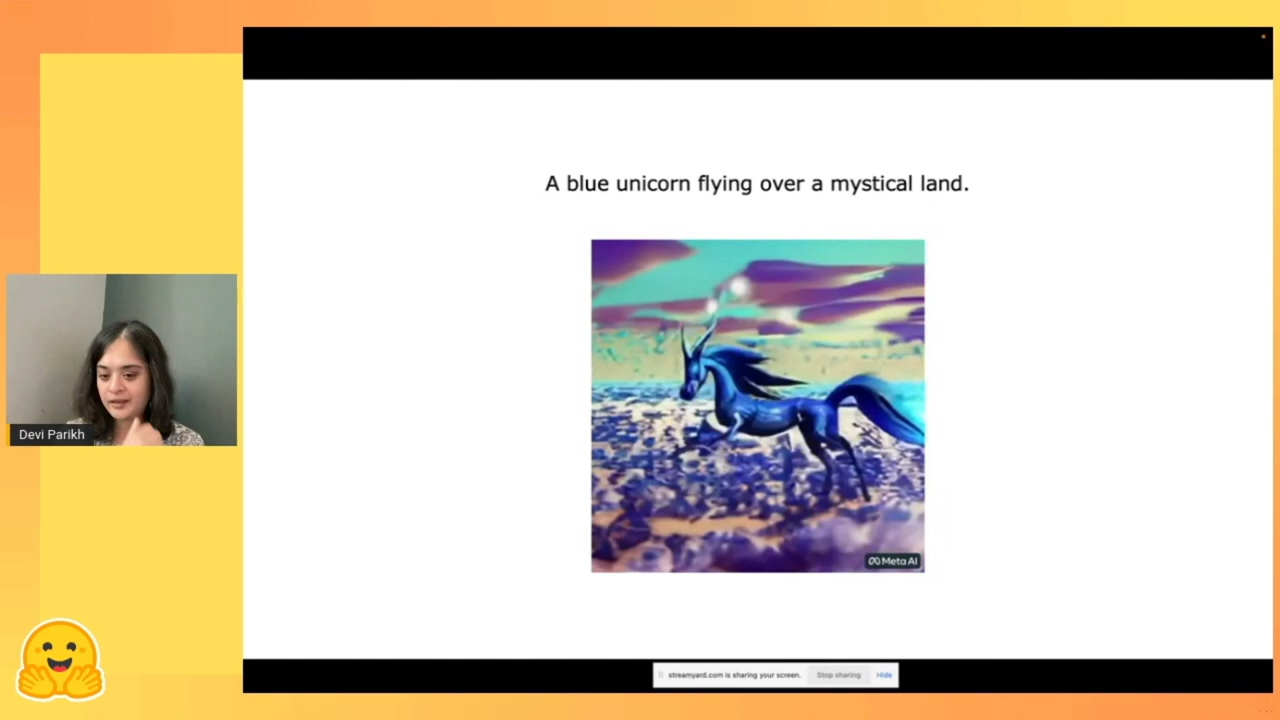 A blue unicorn flying over a mystical land.
Devi Parikh
Meta AI
streamyard.com is sharing your screen. Stop sharing Hide